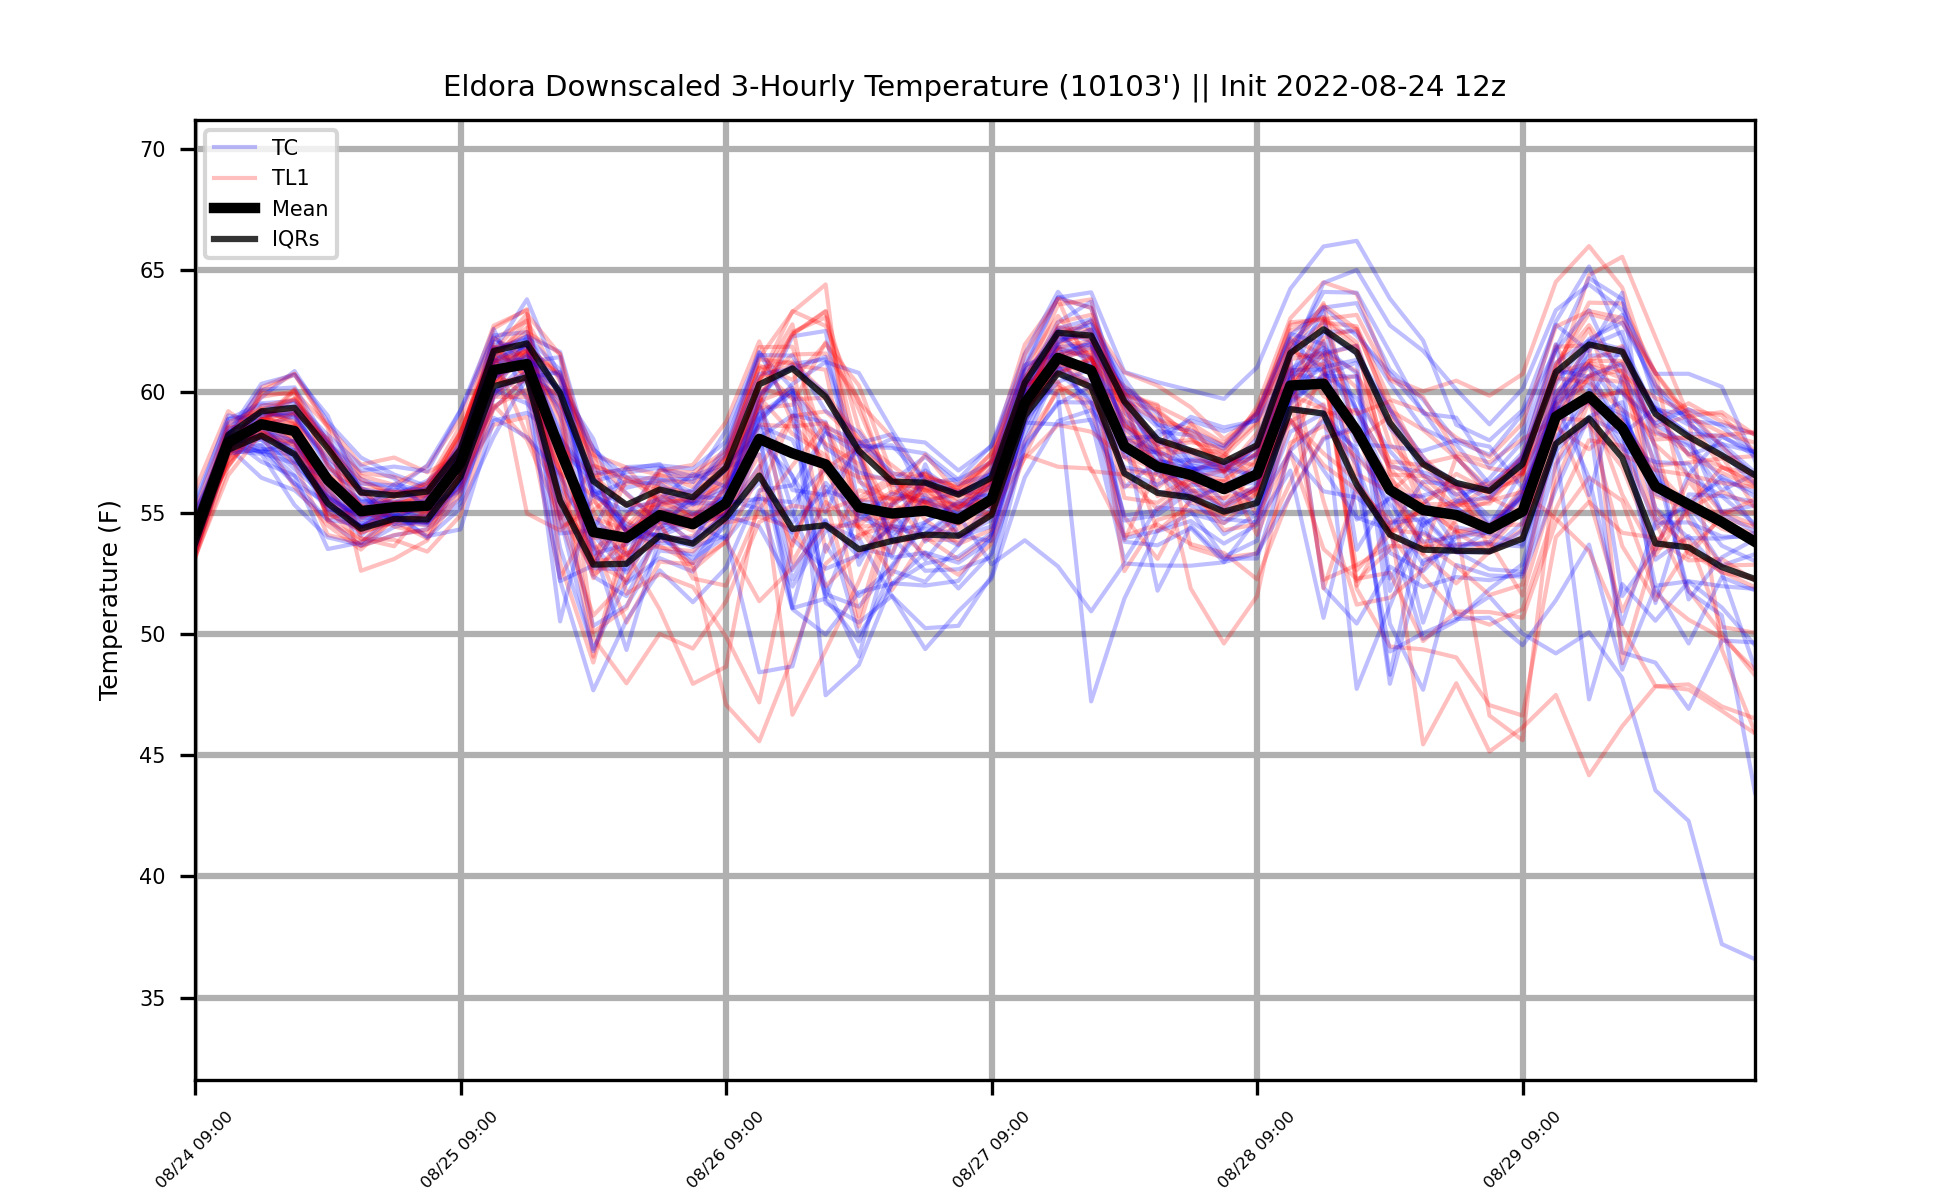 Eldora Downscaled 3-Hourly Temperature (10103') || Init 2022-08-24 12z
TC
TL1
Mean
IQRs
Temperature (F)
70
65
60
55
50
45
40
35
08/24 09:00
08/25 09:00
08/26 09:00
08/27 09:00
08/28 09:00
08/29 09:00